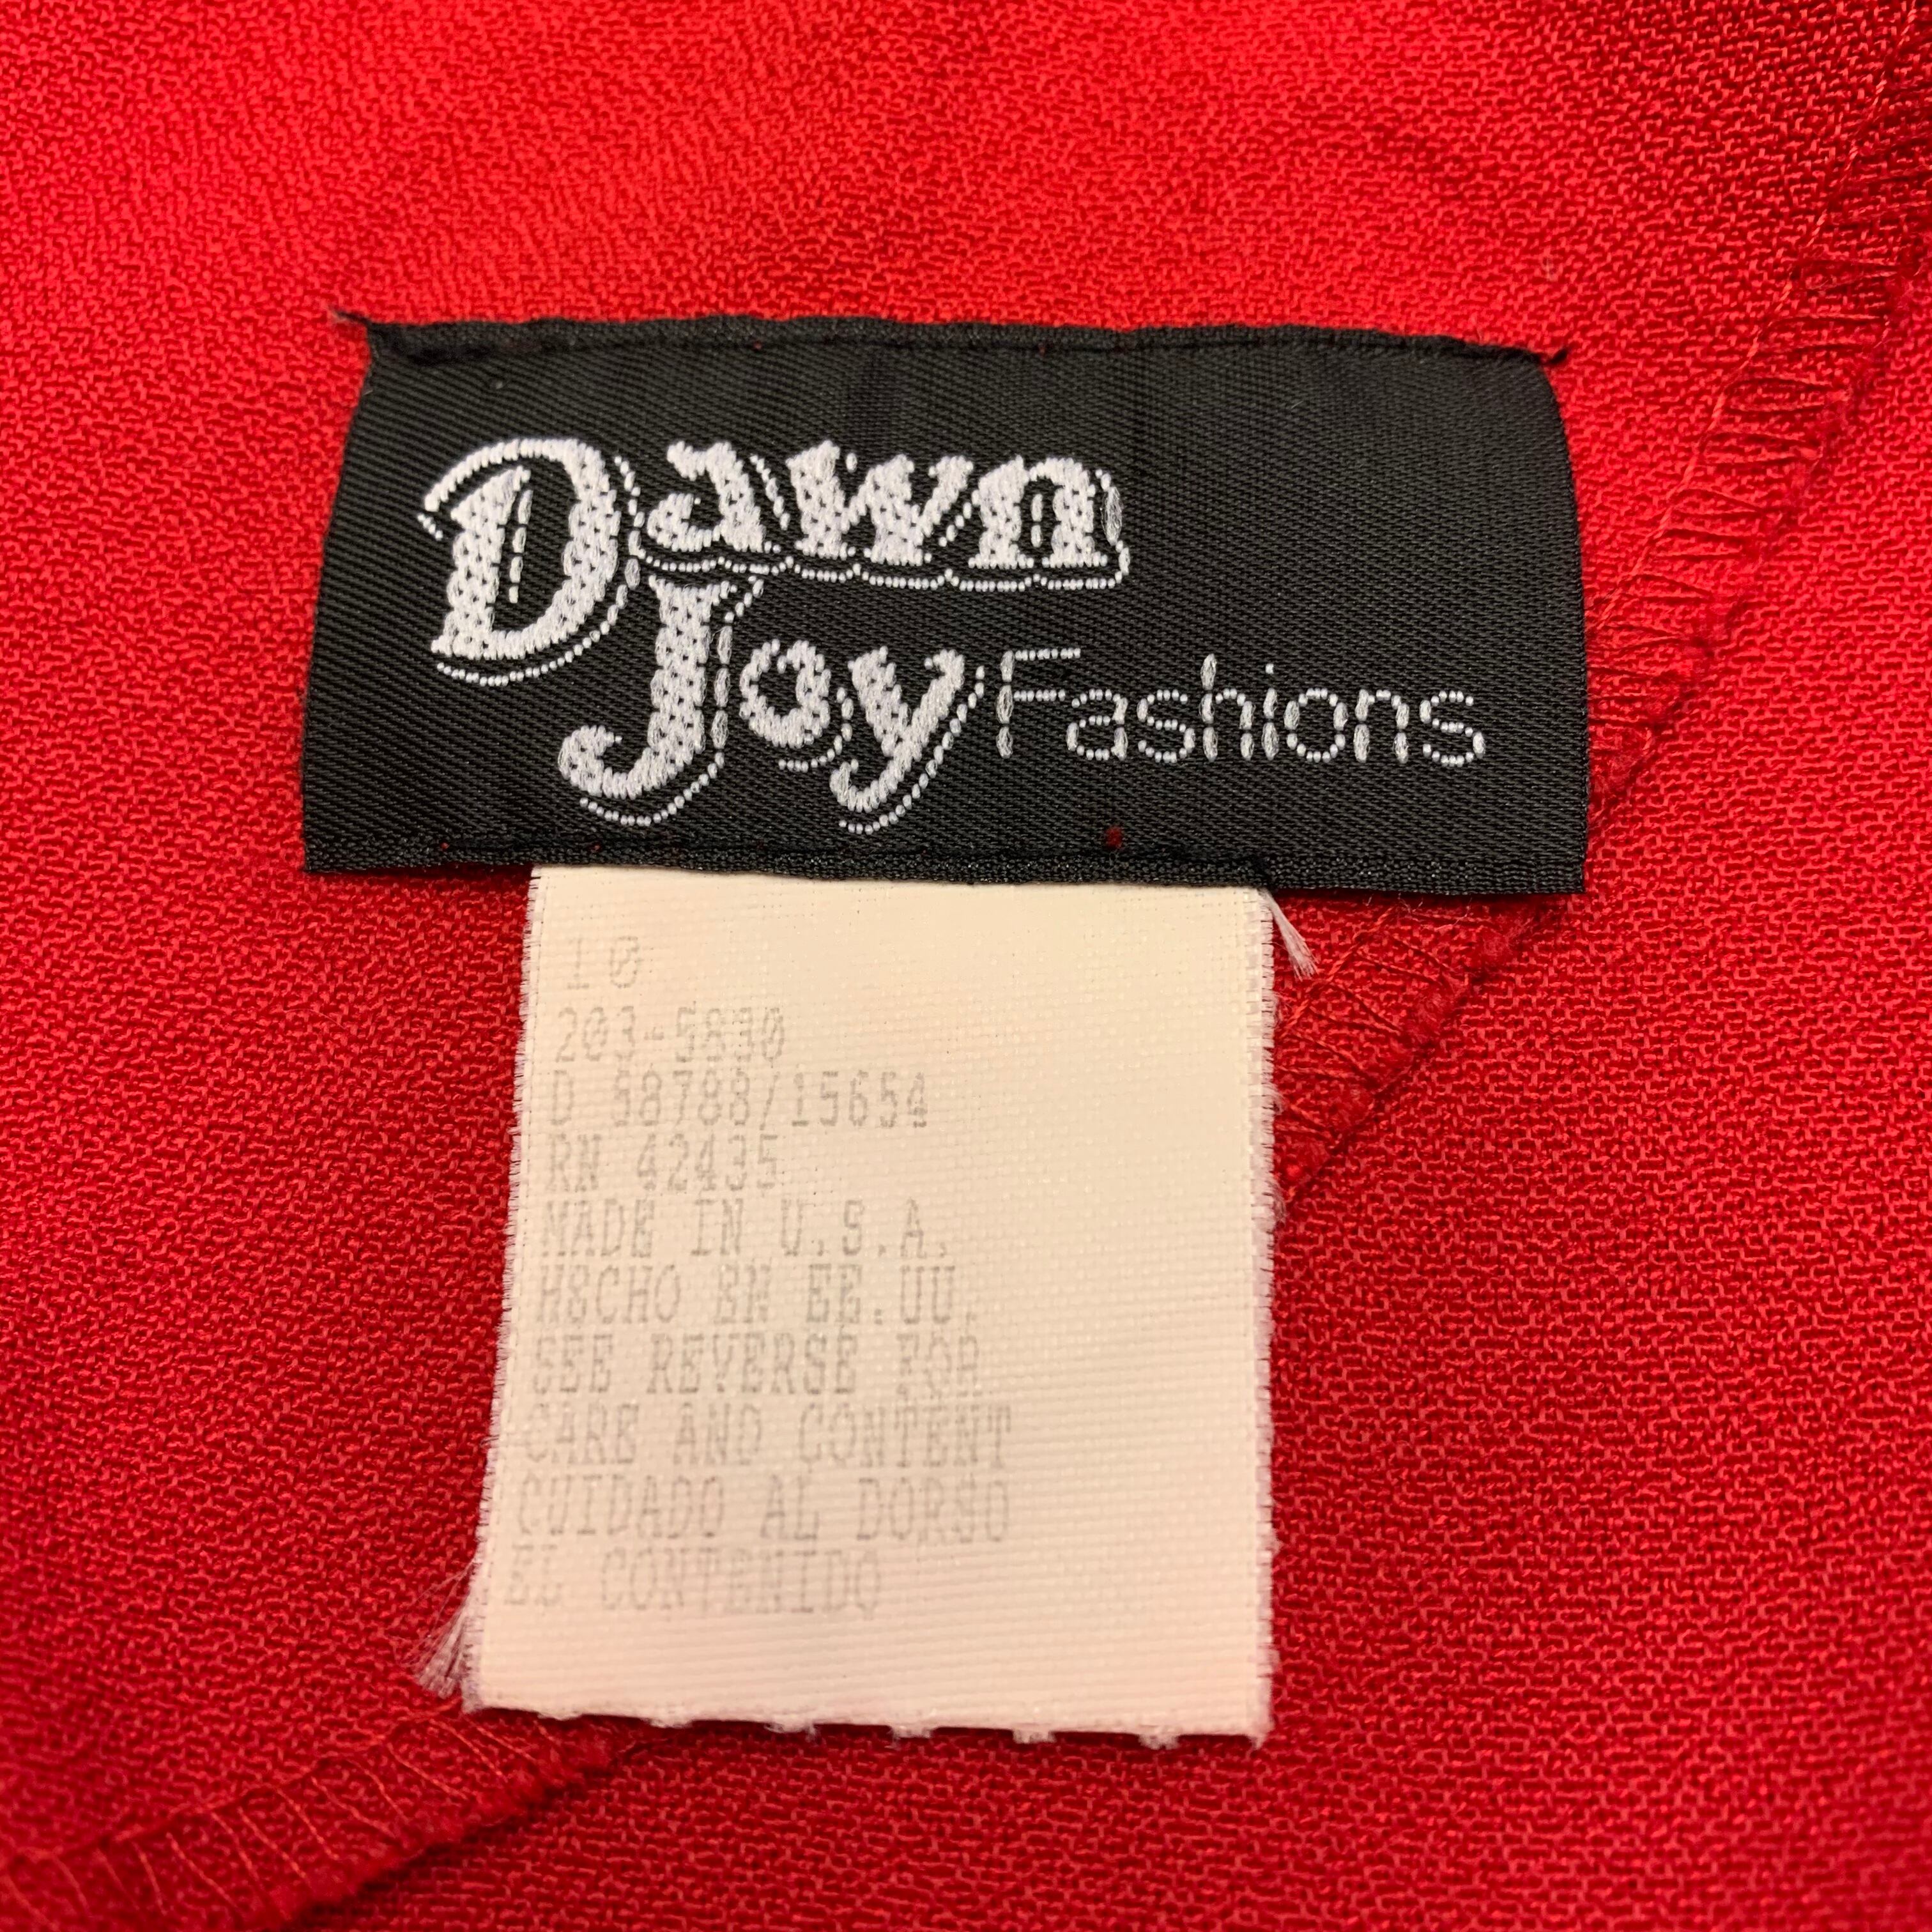 Dawn
Joy Fashions
10
203-5830
D 58788/15654
RN 42435
MADE IN U.S.A.
HECHO EN EE.UU.
SEE REVERSE FOR
CARE AND CONTENT
CUIDADO AL DORSO
EL CONTENIDO